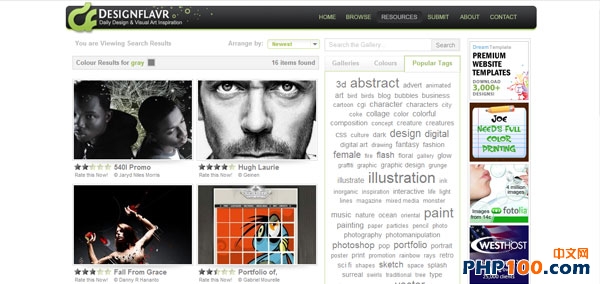 DESIGNFLAVR
Daily Design & Visual Art Inspiration
HOME BROWSE RESOURCES SUBMIT ABOUT CONTACT
You are Viewing Search Results
Arrange by: Newest
Search the Gallery... Search
Colour Results for gray
16 items found
Galleries Colours Popular Tags
540I Promo
Rate this Now! © Jaryd Niles Morris
Hugh Laurie
Rate this Now!
Fall From Grace
Rate this Now! © Danny R Hananto
Portfolio of,
Rate this Now! © Gabriel Mourelle
3d abstract advert animated
art bed birds blog bubbles business
cartoon cgi character characters city
coke collage color colorful
composition concept creature creatures
css culture dark design digital
digital art drawing fantasy fashion
female fire flash floral gallery glow
graffiti graphic graphic design grunge
illustrate illustration ink
inorganic inspiration interactive life light
lines magazine mixed media monster
music nature ocean oriental paint
painting paper particles pencil photo
photography photomanipulation
photoshop pop portfolio portrait
poster print promotion rainbow rays retro
sci fi shapes sketch space splash
surreal swirls traditional tree type
vector
DreamTemplate
PREMIUM
WEBSITE
TEMPLATES
DOWNLOAD
3,000+
DESIGNS!
JOE
NEEDS FULL
COLOR
PRINTING
4 million
images
Images
from 14¢
fotolia
WESTHOST
25,000 clients
中文网
PHP100.com